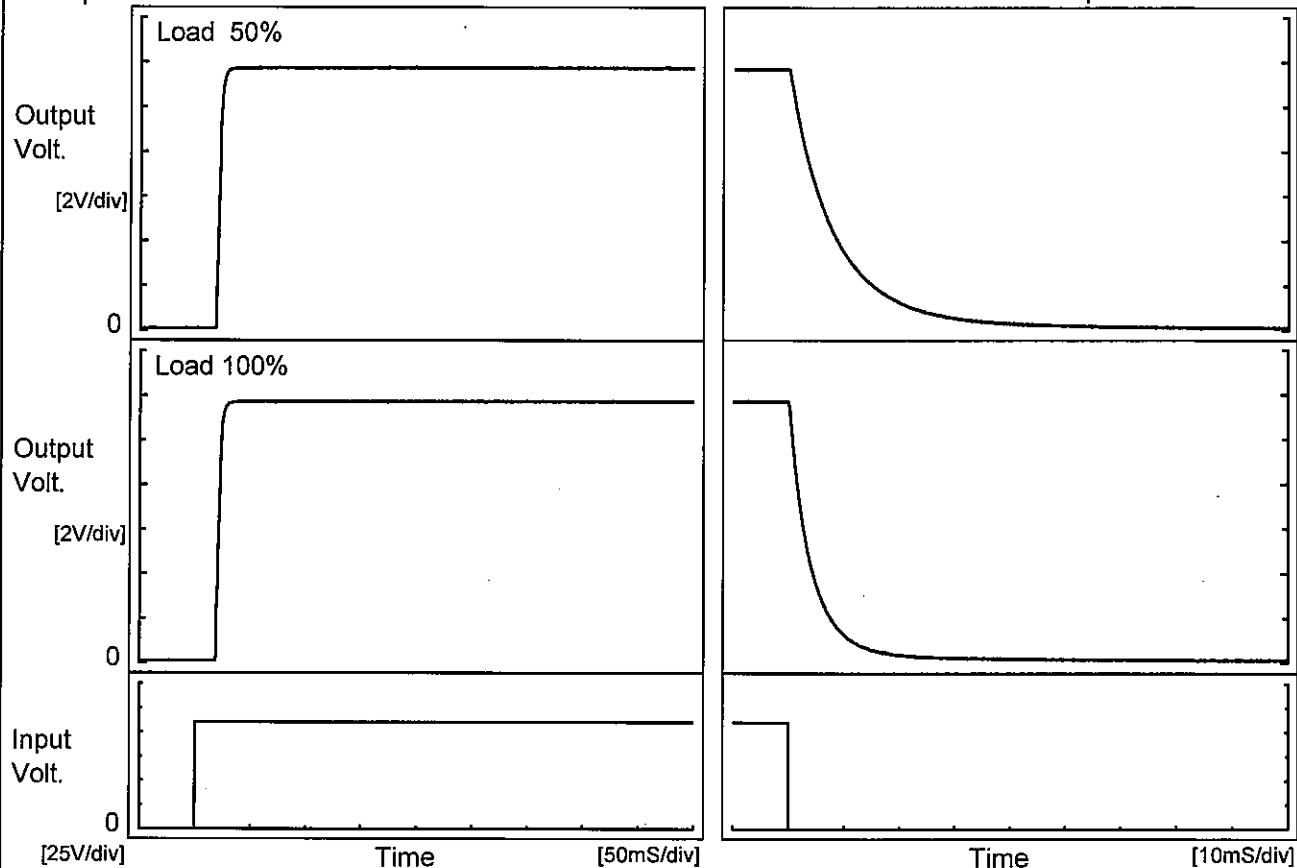 Load 50%
Output
Volt.
[2V/div]
0
Load 100%
Output
Volt.
[2V/div]
0
Input
Volt.
0
[25V/div]
Time
[50mS/div]
Time
[10mS/div]